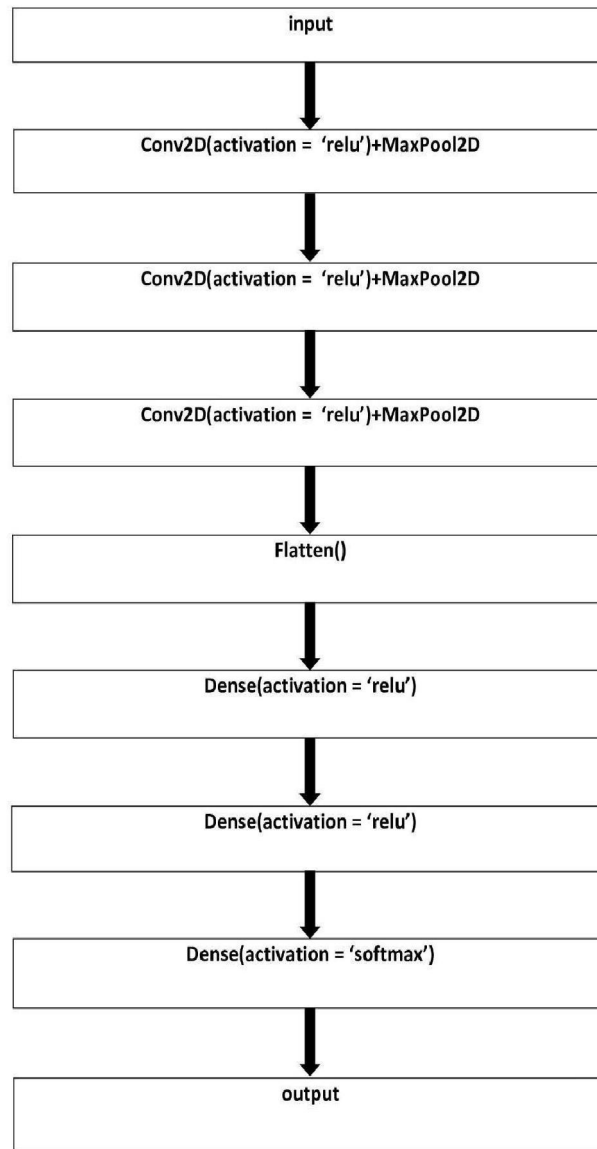 input
Conv2D(activation =  ‘relu’)+MaxPool2D
Conv2D(activation =  ‘relu’)+MaxPool2D
Conv2D(activation =  ‘relu’)+MaxPool2D
Flatten()
Dense(activation = ‘relu’)
Dense(activation = ‘relu’)
Dense(activation = ‘softmax’)
output